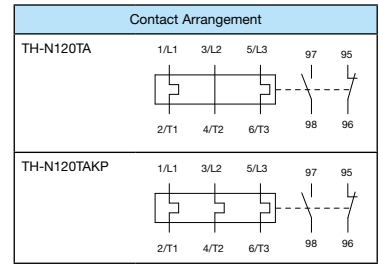 Contact Arrangement
TH-N120TA
1/L1 3/L2 5/L3 97 95
2/T1 4/T2 6/T3 98 96
TH-N120TAKP
1/L1 3/L2 5/L3 97 95
2/T1 4/T2 6/T3 98 96